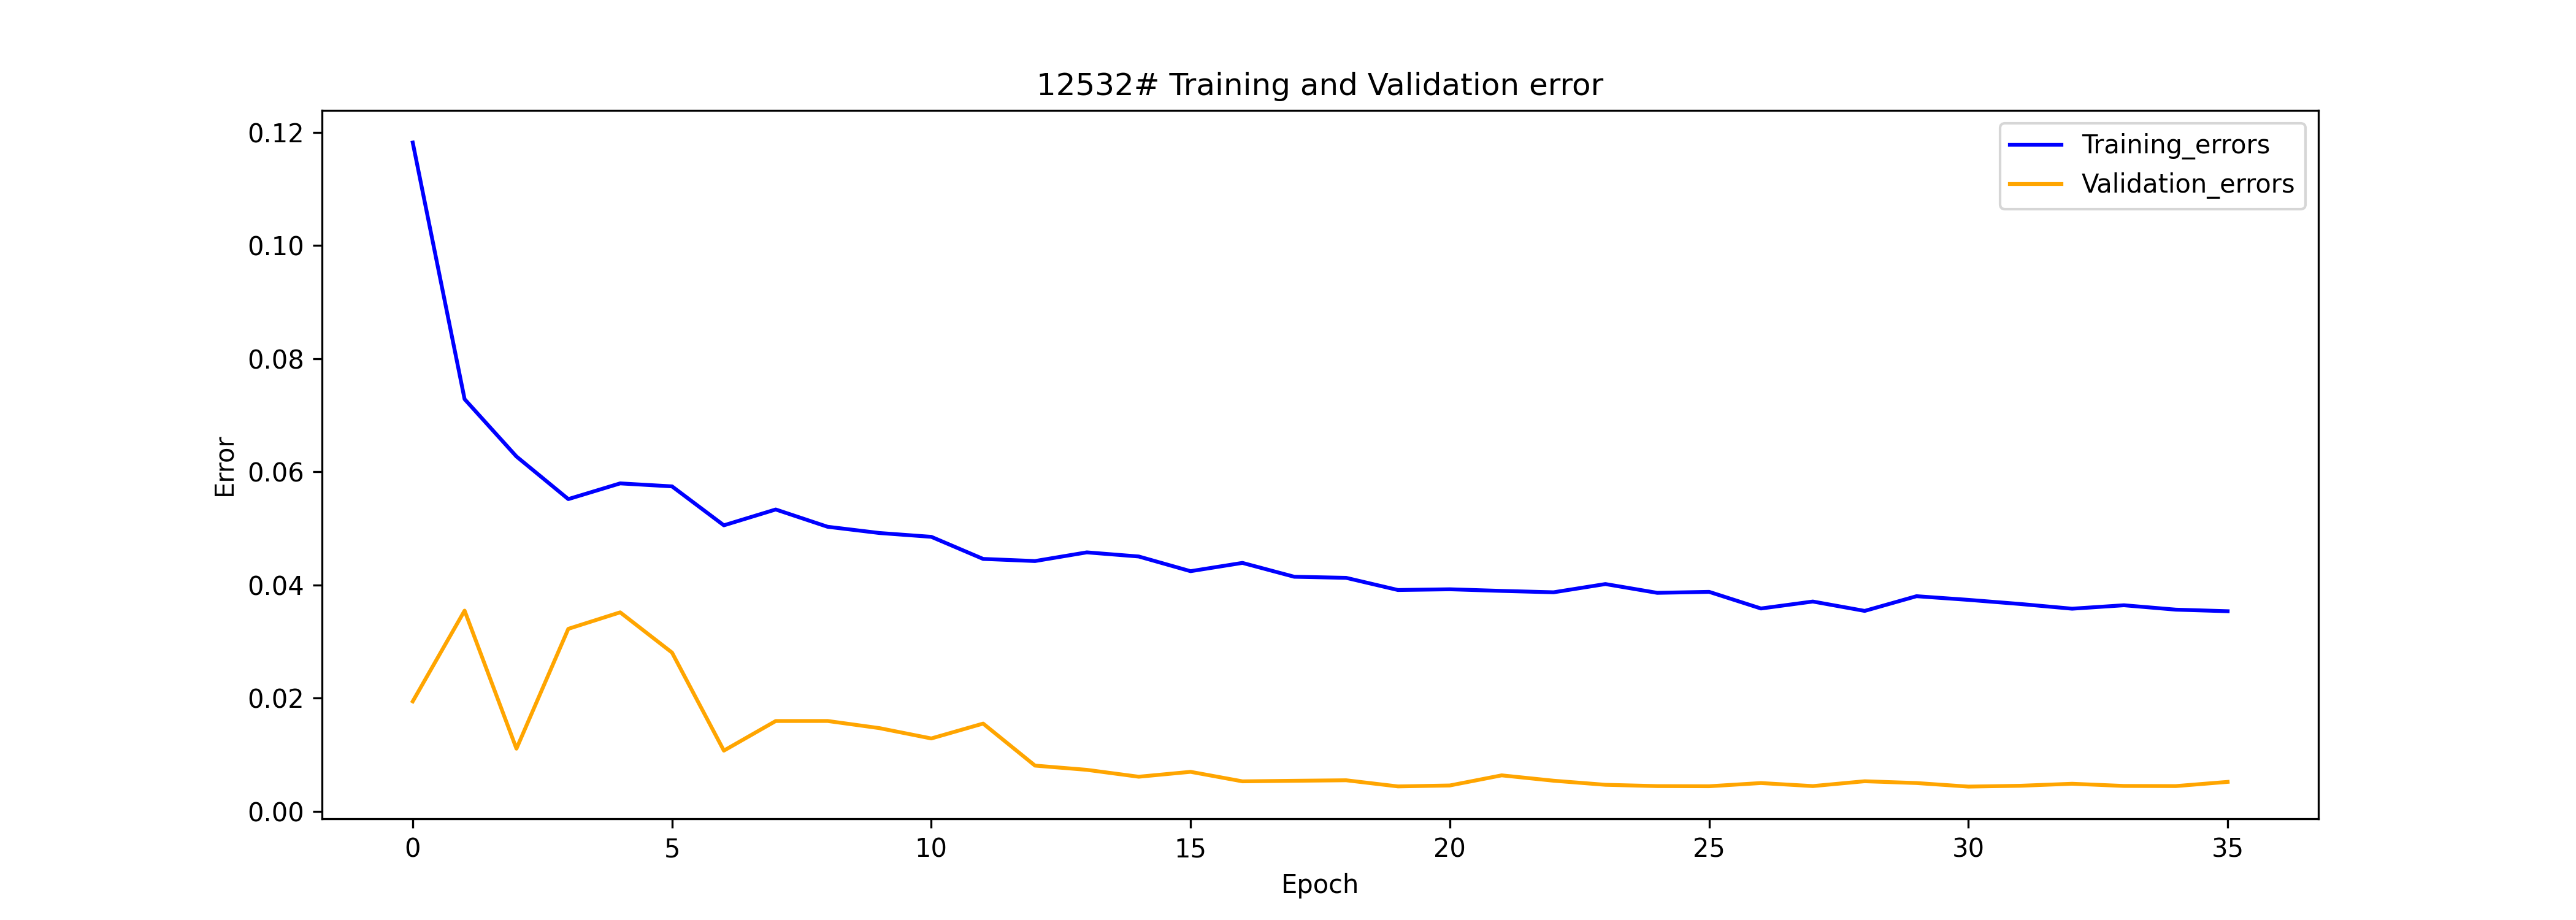 12532# Training and Validation error
Training_errors
Validation_errors
0.12
0.10
0.08
0.06
0.04
0.02
0.00
Error
0 5 10 15 20 25 30 35
Epoch